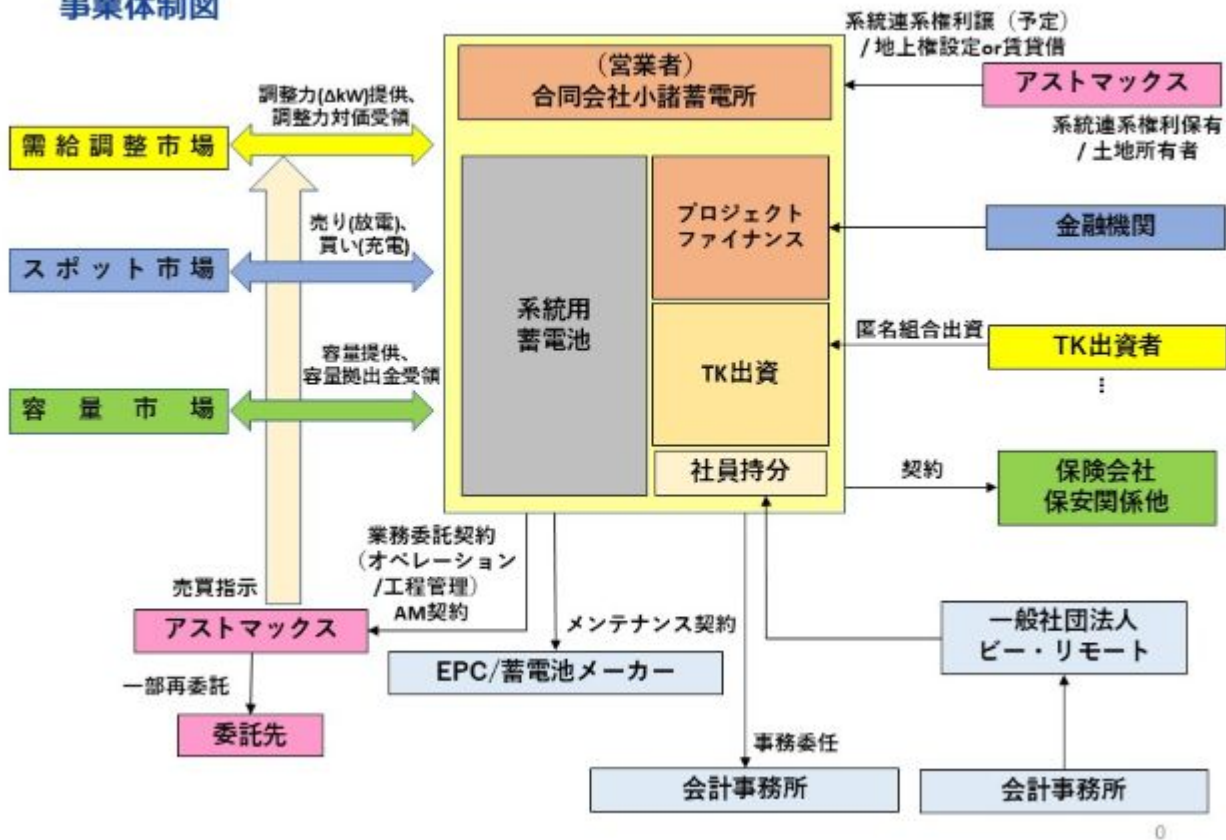 事業体制図
系統連系権利譲（予定）
/ 地上権設定or賃貸借
（営業者）
合同会社小諸蓄電所
アストマックス
系統連系権利保有
/ 土地所有者
調整力(ΔkW)提供、
調整力対価受領
需給調整市場
プロジェクト
ファイナンス
金融機関
売り(放電)、
買い(充電)
スポット市場
系統用
蓄電池
匿名組合出資
TK出資者
⋮
TK出資
容量提供、
容量拠出金受領
容量市場
社員持分
契約
保険会社
保安関係他
業務委託契約
（オペレーション
/工程管理）
AM契約
売買指示
アストマックス
メンテナンス契約
EPC/蓄電池メーカー
一般社団法人
ビー・リモート
一部再委託
委託先
事務委任
会計事務所
会計事務所
0